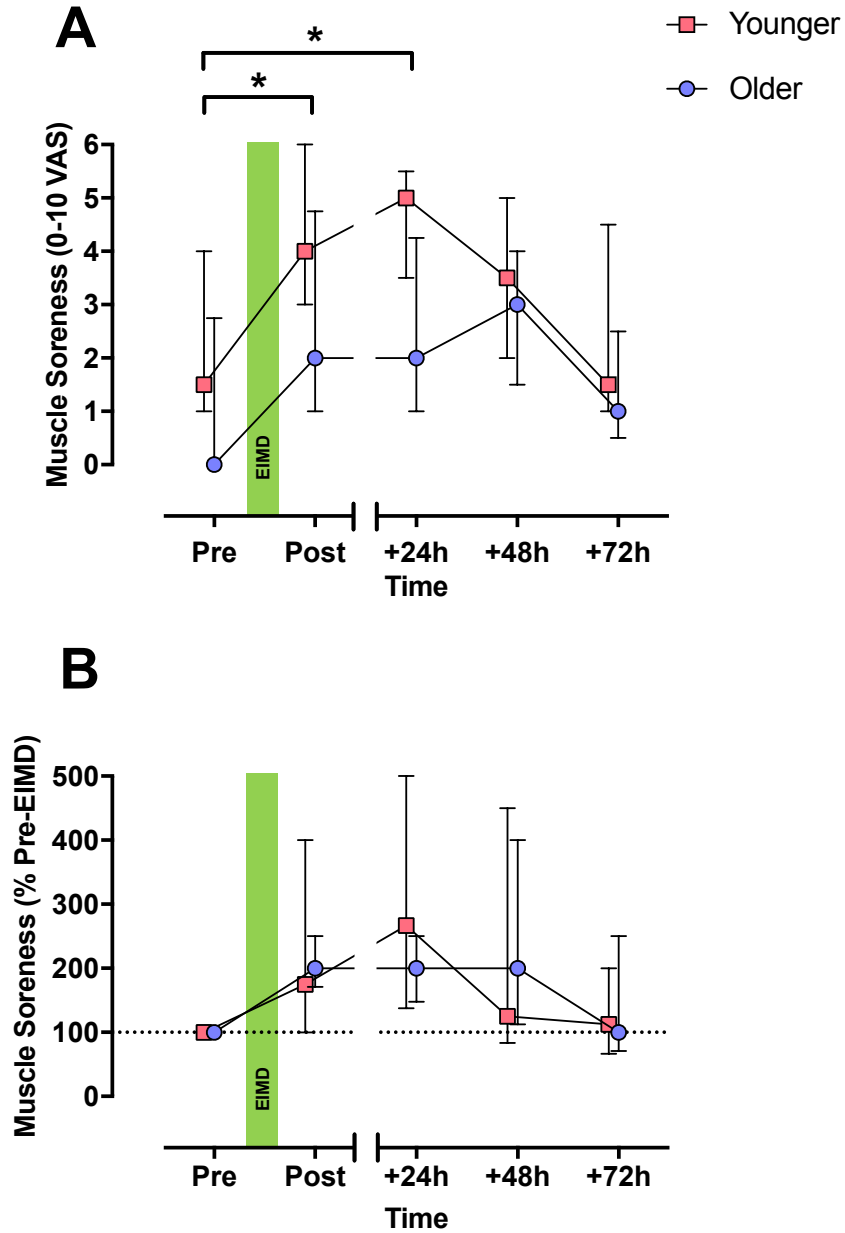 A
*
*
Younger
Older
Muscle Soreness (0-10 VAS)
6
5
4
3
2
1
0
EIMD
Pre Post +24h +48h +72h
Time
B
Muscle Soreness (% Pre-EIMD)
500
400
300
200
100
0
EIMD
Pre Post +24h +48h +72h
Time